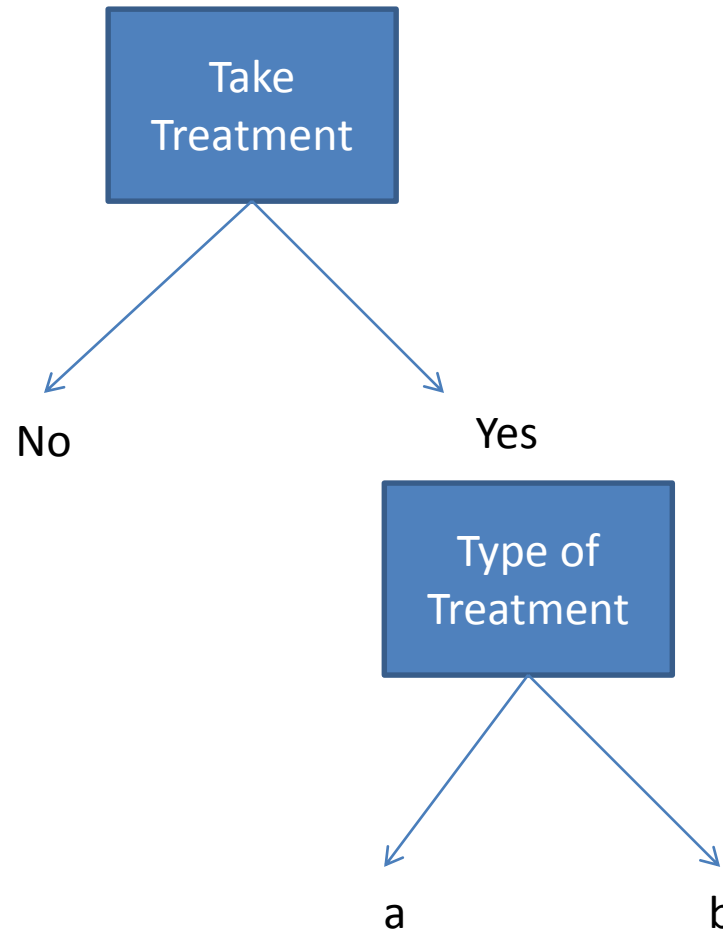 Take
Treatment
No
Yes
Type of
Treatment
a
b